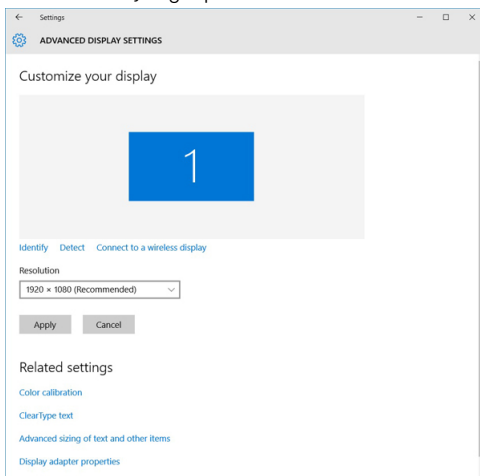 Settings
ADVANCED DISPLAY SETTINGS
Customize your display
1
Identify Detect Connect to a wireless display
Resolution
1920 × 1080 (Recommended)
Apply Cancel
Related settings
Color calibration
ClearType text
Advanced sizing of text and other items
Display adapter properties